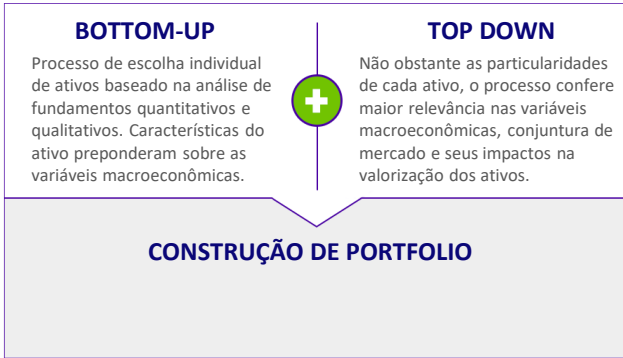 BOTTOM-UP
Processo de escolha individual
de ativos baseado na análise de
fundamentos quantitativos e
qualitativos. Características do
ativo preponderam sobre as
variáveis macroeconômicas.
TOP DOWN
Não obstante as particularidades
de cada ativo, o processo confere
maior relevância nas variáveis
macroeconômicas, conjuntura de
mercado e seus impactos na
valorização dos ativos.
CONSTRUÇÃO DE PORTFOLIO